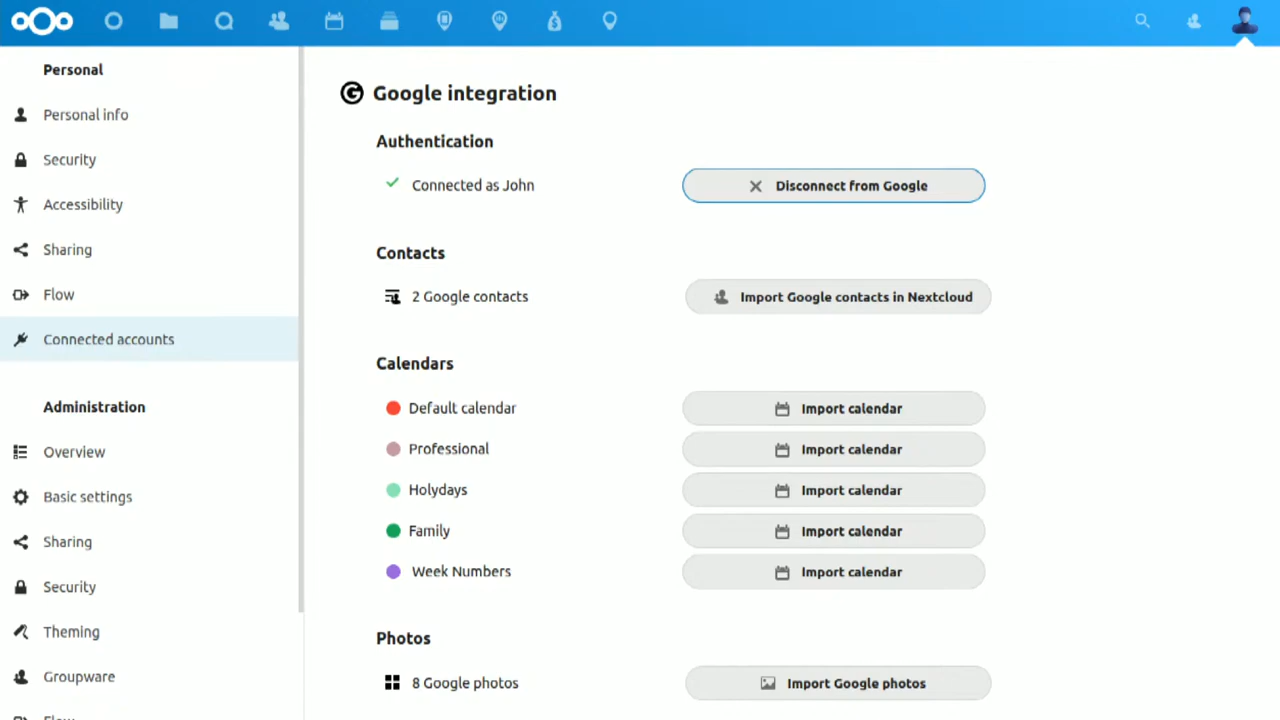 Personal
Personal info
Security
Accessibility
Sharing
Flow
Connected accounts
Administration
Overview
Basic settings
Sharing
Security
Theming
Groupware
Flow
Google integration
Authentication
Connected as John
Disconnect from Google
Contacts
2 Google contacts
Import Google contacts in Nextcloud
Calendars
Default calendar
Import calendar
Professional
Import calendar
Holydays
Import calendar
Family
Import calendar
Week Numbers
Import calendar
Photos
8 Google photos
Import Google photos